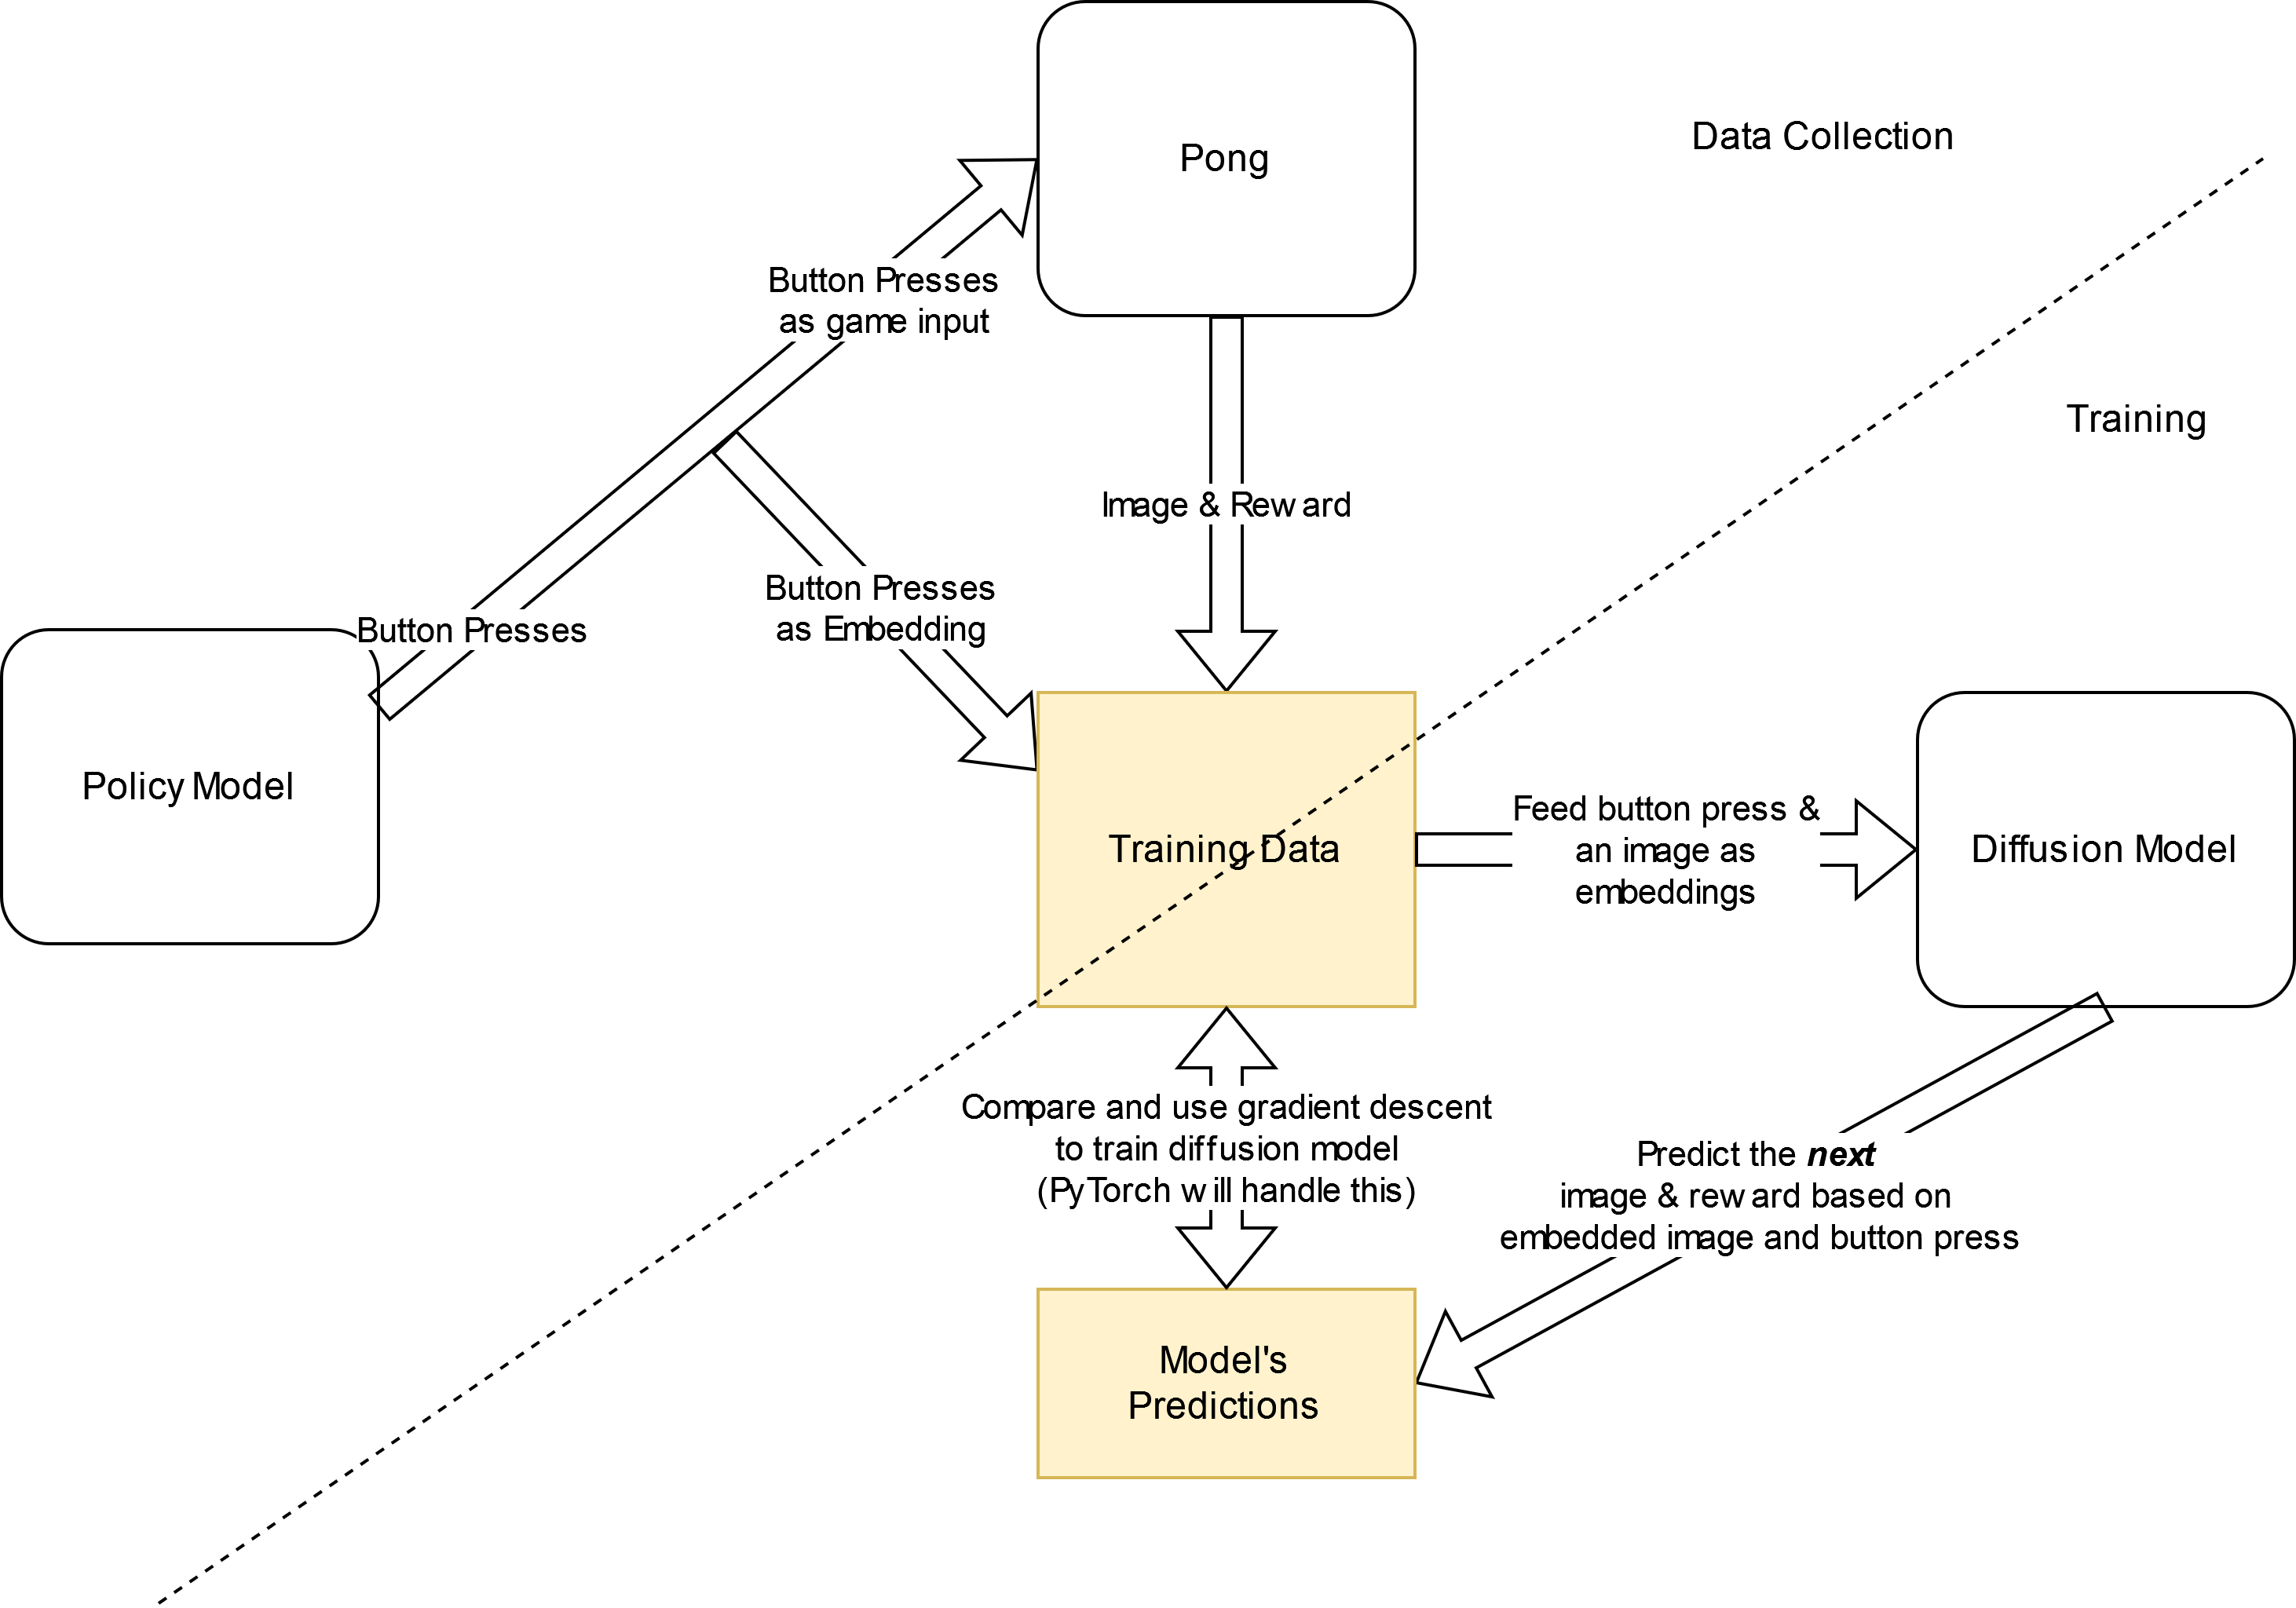 Pong
Data Collection
Button Presses
as game input
Training
Image & Reward
Button Presses
as Embedding
Button Presses
Policy Model
Training Data
Feed button press &
an image as
embeddings
Diffusion Model
Compare and use gradient descent
to train diffusion model
(PyTorch will handle this)
Predict the next
image & reward based on
embedded image and button press
Model's
Predictions